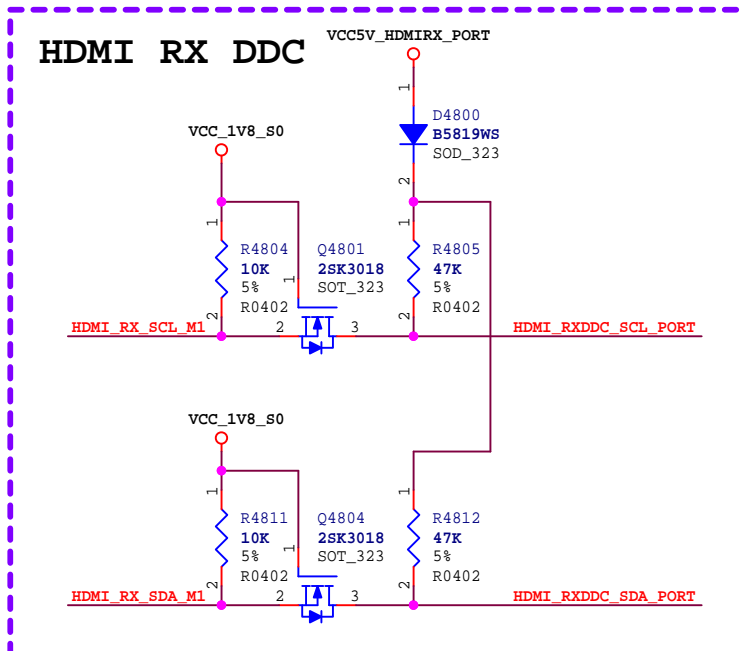 HDMI RX DDC
VCC5V_HDMIRX_PORT
1
D4800
B5819WS
SOD_323
2
VCC_1V8_S0
1
R4804
10K
5%
R0402
2
Q4801
2SK3018
SOT_323
1
1
R4805
47K
5%
R0402
2
HDMI_RX_SCL_M1
2
3
HDMI_RXDDC_SCL_PORT
VCC_1V8_S0
1
R4811
10K
5%
R0402
2
Q4804
2SK3018
SOT_323
1
1
R4812
47K
5%
R0402
2
HDMI_RX_SDA_M1
2
3
HDMI_RXDDC_SDA_PORT